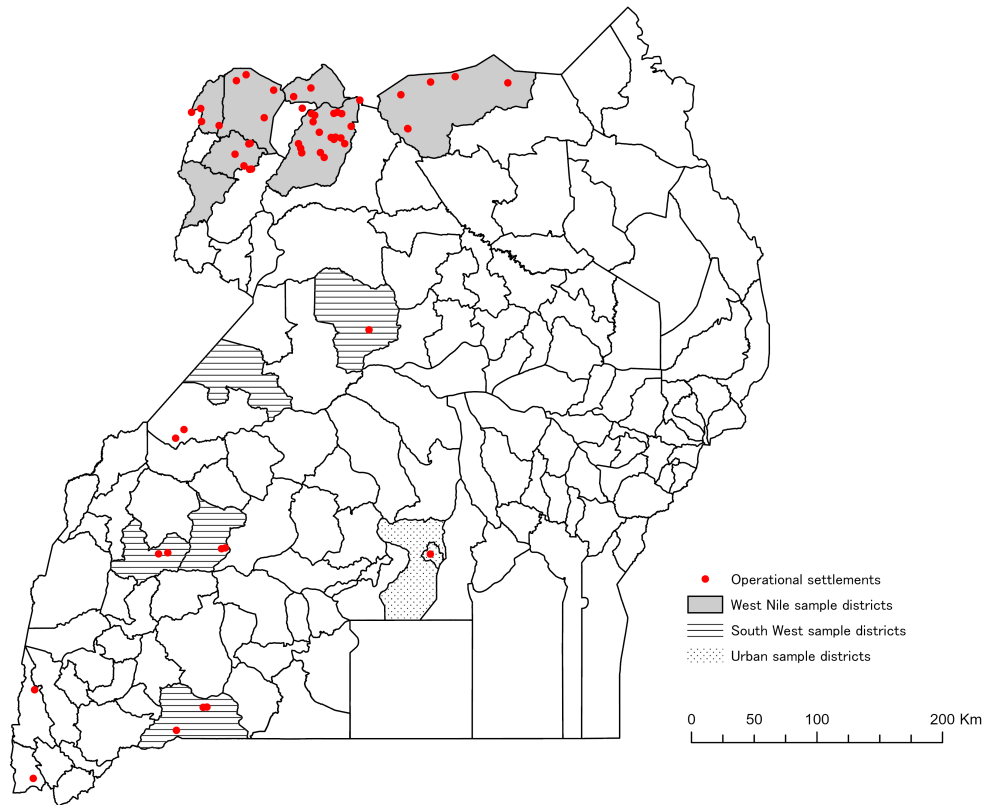 Operational settlements
West Nile sample districts
South West sample districts
Urban sample districts
0 50 100 200 Km